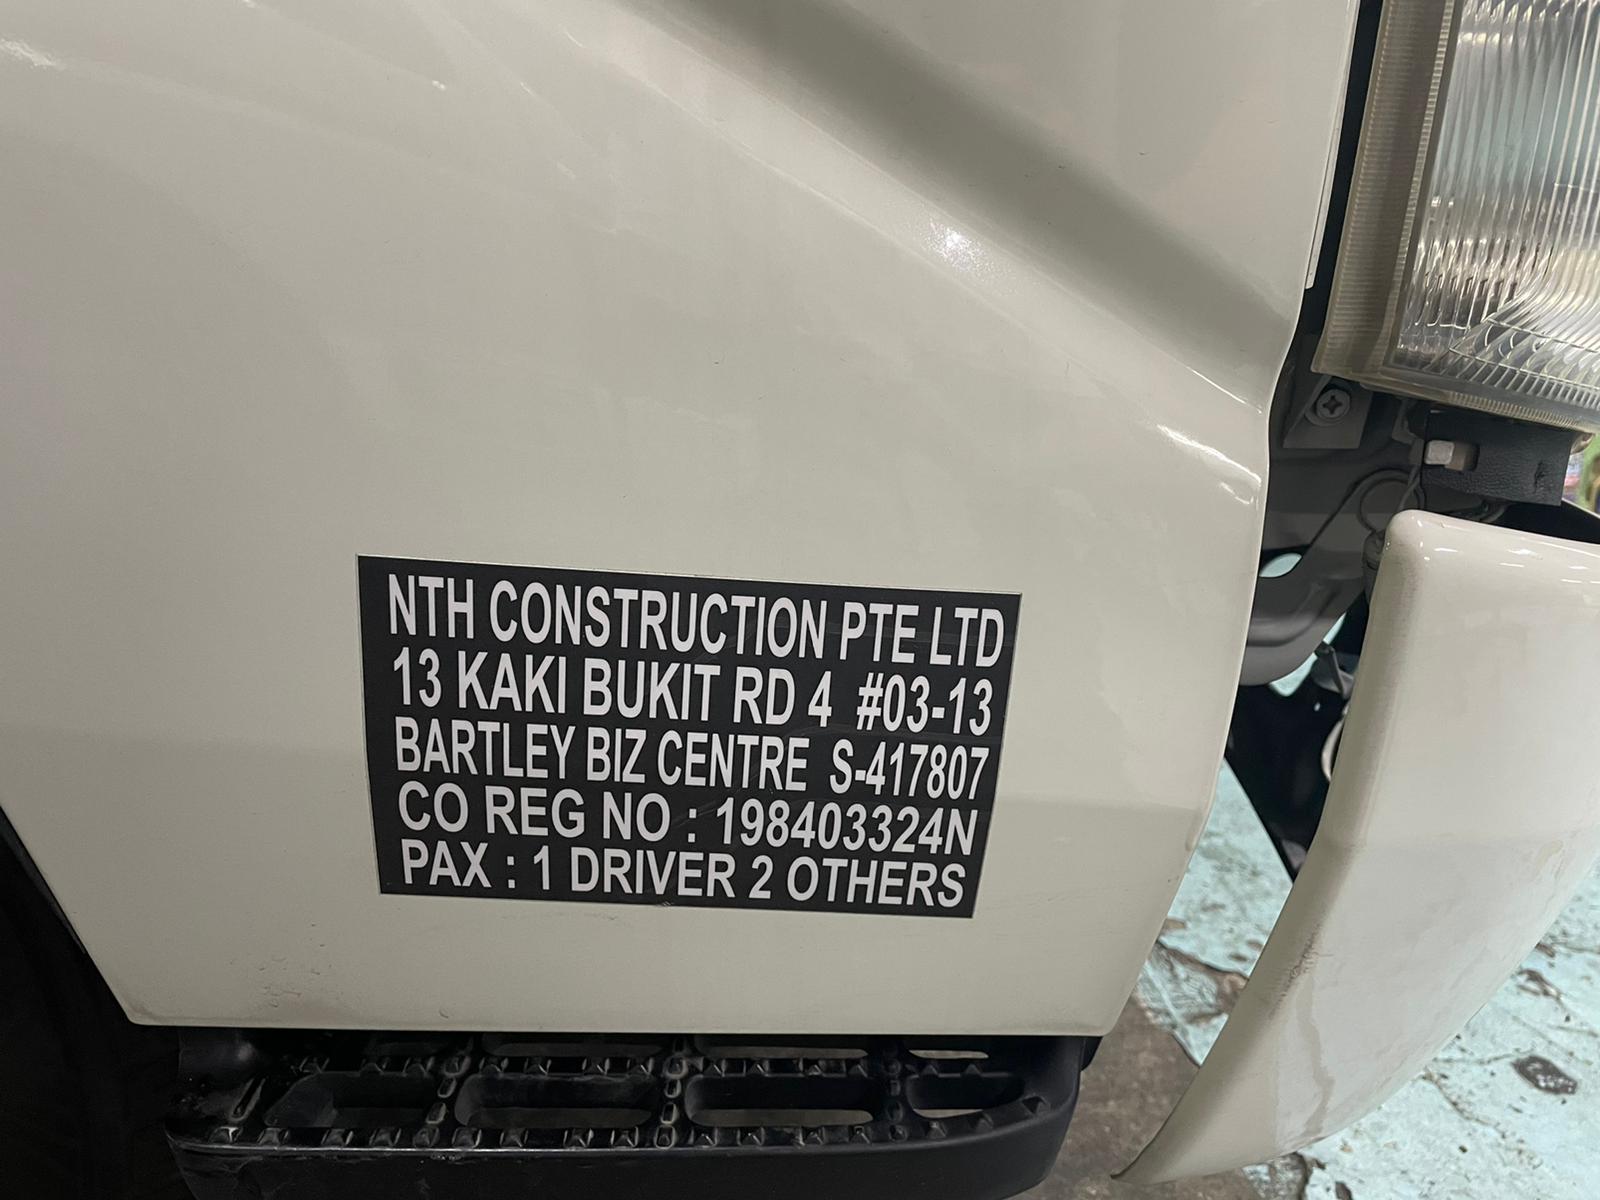 NTH CONSTRUCTION PTE LTD
13 KAKI BUKIT RD 4 #03-13
BARTLEY BIZ CENTRE S-417807
CO REG NO : 198403324N
PAX : 1 DRIVER 2 OTHERS